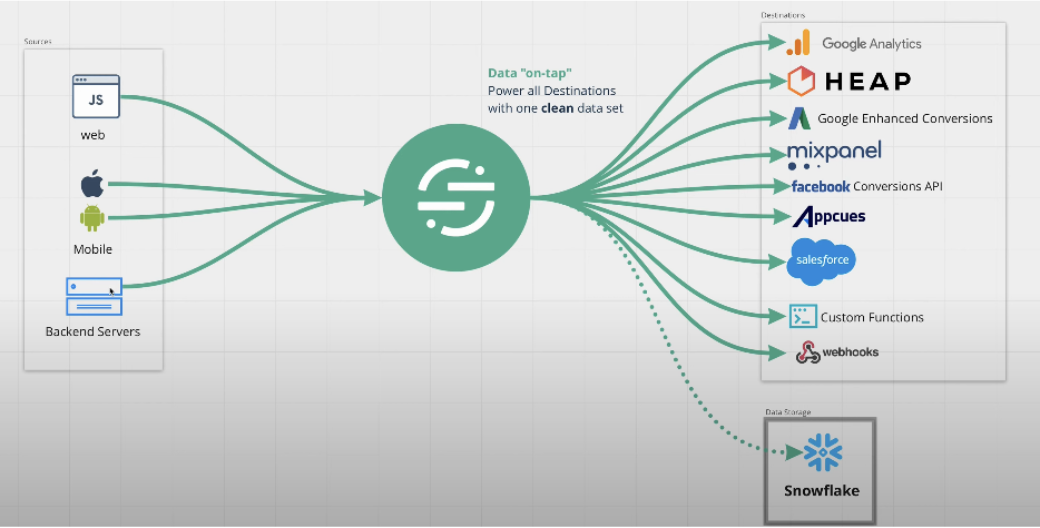 Sources
JS
web
Mobile
Backend Servers
Data "on-tap"
Power all Destinations
with one clean data set
Destinations
Google Analytics
HEAP
Google Enhanced Conversions
mixpanel
facebook Conversions API
Appcues
salesforce
Custom Functions
webhooks
Data Storage
Snowflake